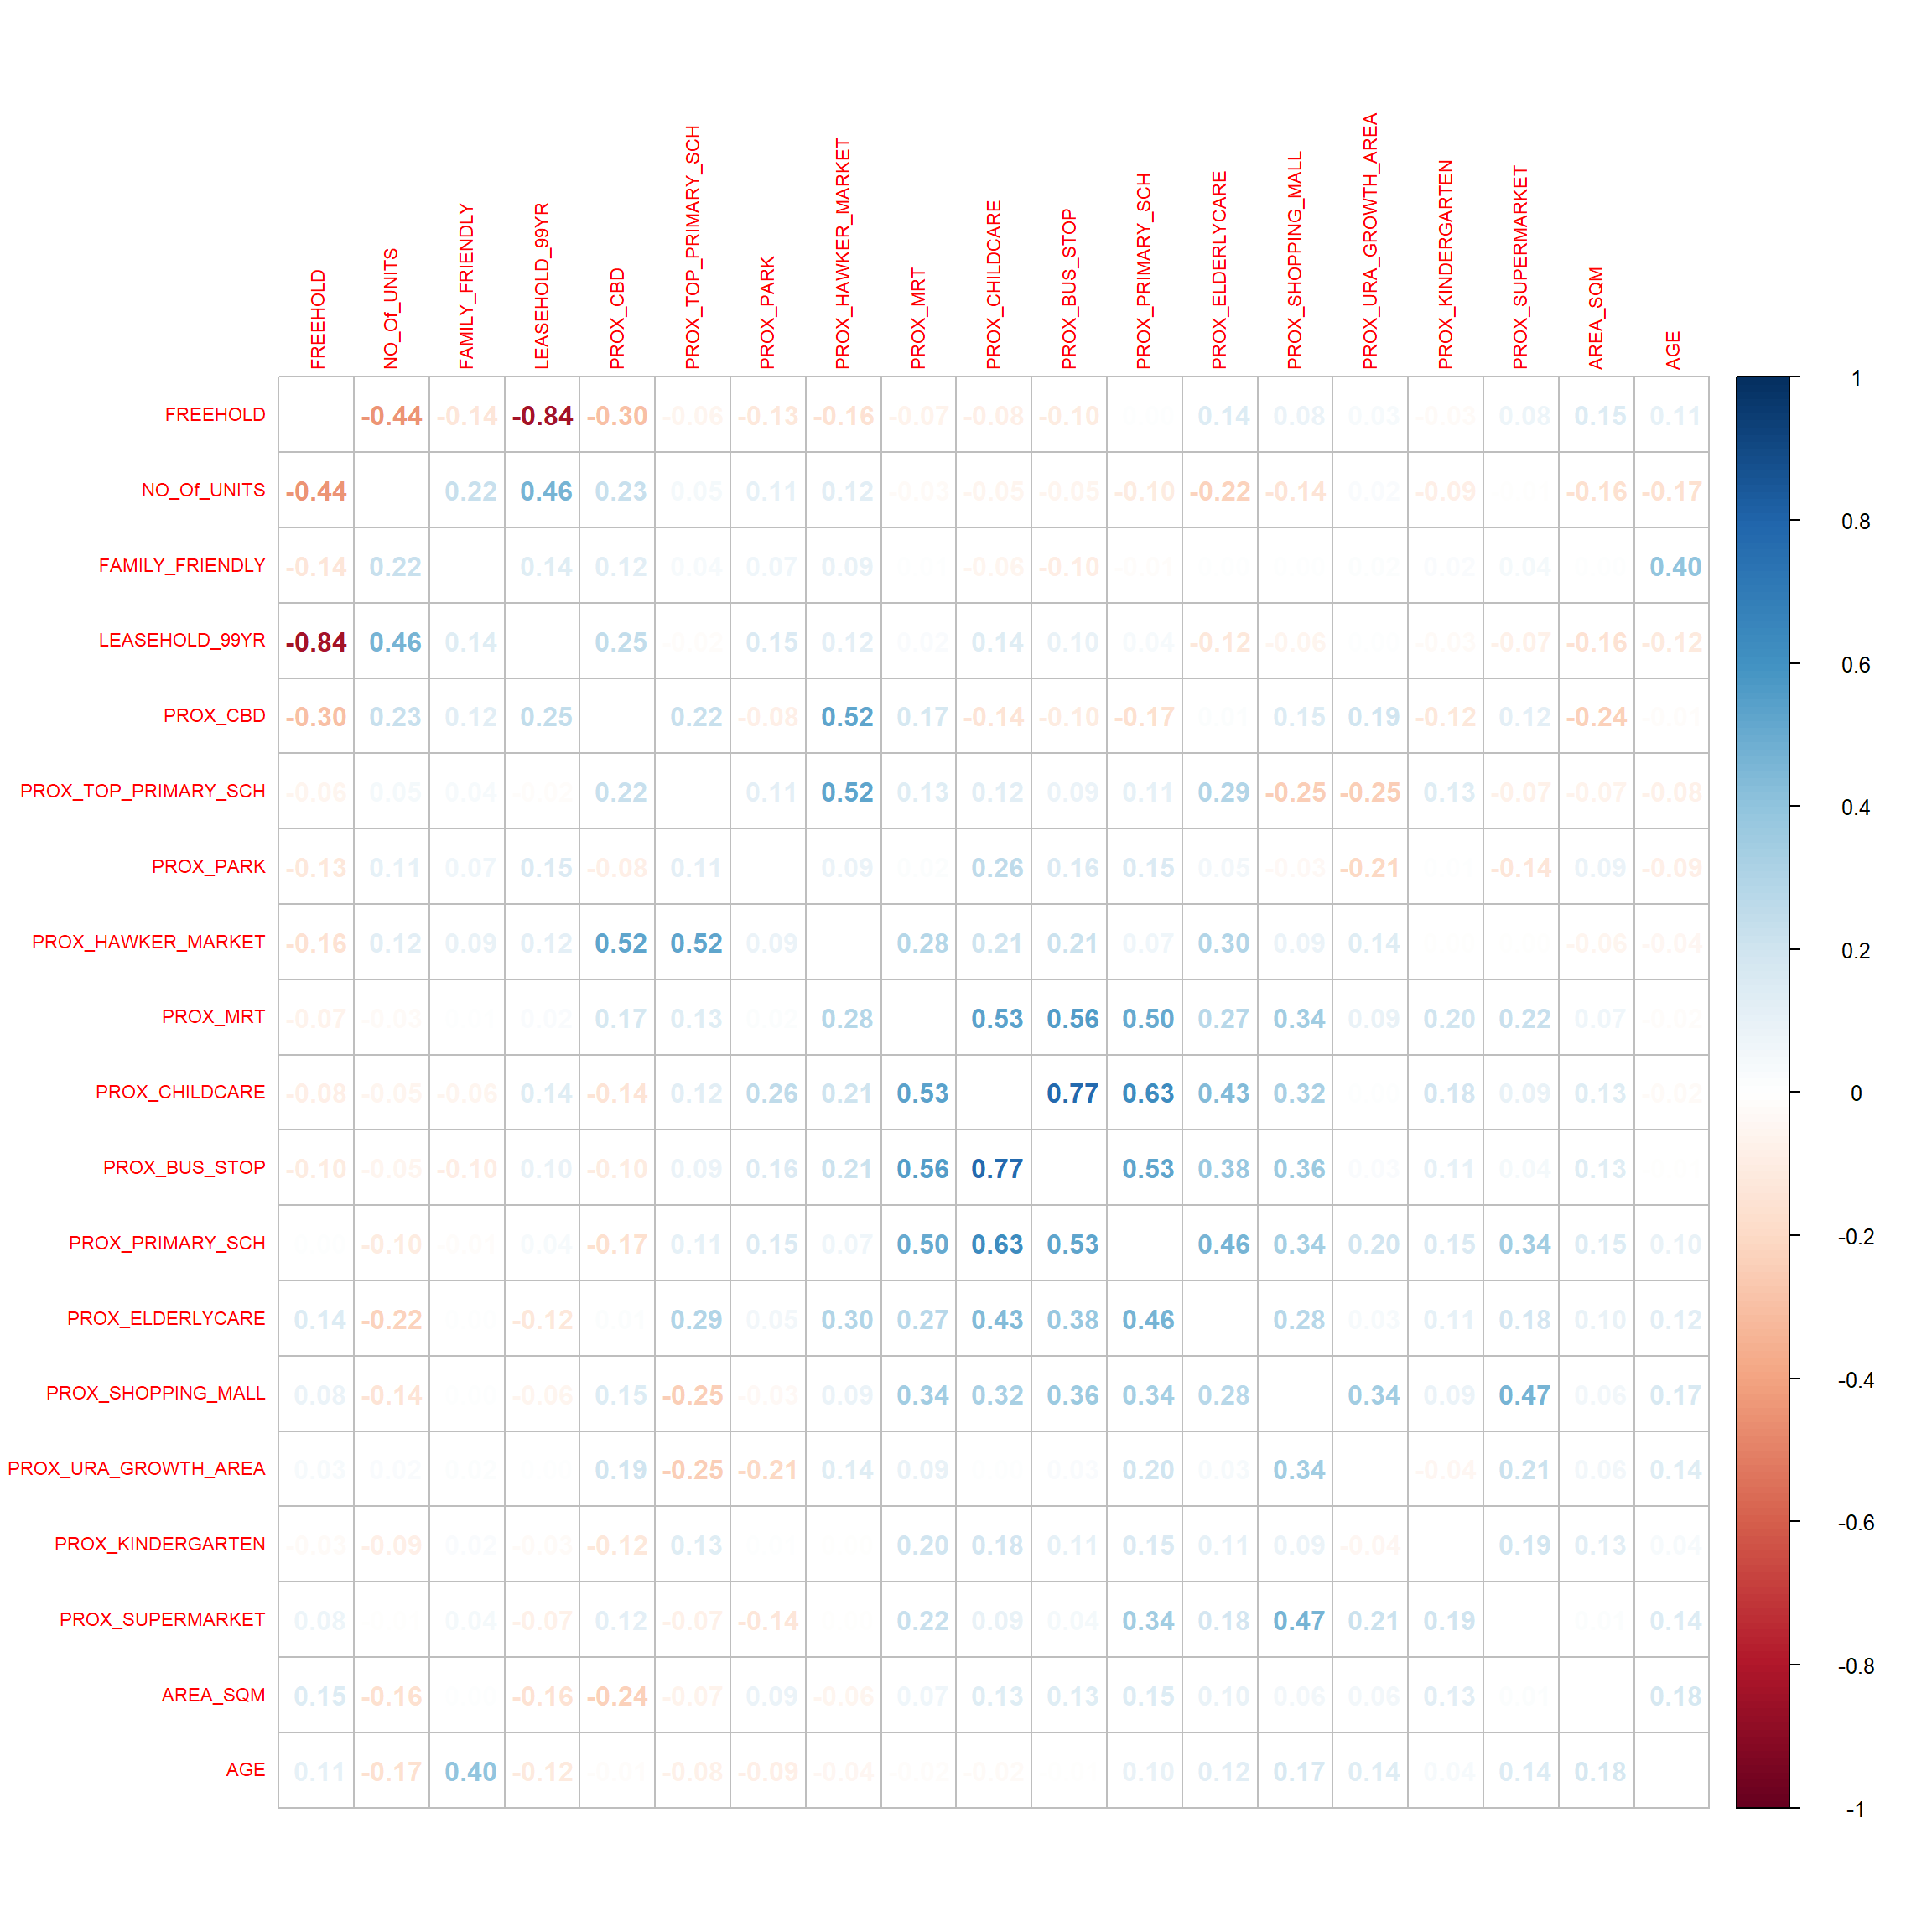 FREEHOLD NO_Of_UNITS FAMILY_FRIENDLY LEASEHOLD_99YR PROX_CBD PROX_TOP_PRIMARY_SCH PROX_PARK PROX_HAWKER_MARKET PROX_MRT PROX_CHILDCARE PROX_BUS_STOP PROX_PRIMARY_SCH PROX_ELDERLYCARE PROX_SHOPPING_MALL PROX_URA_GROWTH_AREA PROX_KINDERGARTEN PROX_SUPERMARKET AREA_SQM AGE
FREEHOLD -0.44 -0.14 -0.84 -0.30 -0.06 -0.13 -0.16 -0.07 -0.08 -0.10 0.14 0.08 0.03 -0.03 0.08 0.15 0.11
NO_Of_UNITS -0.44 0.22 0.46 0.23 0.05 0.11 0.12 -0.03 -0.05 -0.05 -0.10 -0.22 -0.14 0.02 -0.09 -0.16 -0.17
FAMILY_FRIENDLY -0.14 0.22 0.14 0.12 0.04 0.07 0.09 -0.06 -0.10 -0.01 0.02 0.02 0.04 0.40
LEASEHOLD_99YR -0.84 0.46 0.14 0.25 -0.02 0.15 0.12 0.02 0.14 0.10 0.04 -0.12 -0.06 -0.03 -0.07 -0.16 -0.12
PROX_CBD -0.30 0.23 0.12 0.25 0.22 -0.08 0.52 0.17 -0.14 -0.10 -0.17 0.01 0.15 0.19 -0.12 0.12 -0.24 -0.01
PROX_TOP_PRIMARY_SCH -0.06 0.05 0.04 -0.02 0.22 0.11 0.52 0.13 0.12 0.09 0.11 0.29 -0.25 -0.25 0.13 -0.07 -0.07 -0.08
PROX_PARK -0.13 0.11 0.07 0.15 -0.08 0.11 0.09 0.02 0.26 0.16 0.15 0.05 -0.03 -0.21 -0.14 0.09 -0.09
PROX_HAWKER_MARKET -0.16 0.12 0.09 0.12 0.52 0.52 0.09 0.28 0.21 0.21 0.07 0.30 0.09 0.14 -0.06 -0.04
PROX_MRT -0.07 -0.03 0.02 0.17 0.13 0.02 0.28 0.53 0.56 0.50 0.27 0.34 0.09 0.20 0.22 0.07 -0.02
PROX_CHILDCARE -0.08 -0.05 -0.06 0.14 -0.14 0.12 0.26 0.21 0.53 0.77 0.63 0.43 0.32 0.18 0.09 0.13 -0.02
PROX_BUS_STOP -0.10 -0.05 -0.10 0.10 -0.10 0.09 0.16 0.21 0.56 0.77 0.53 0.38 0.36 0.03 0.11 0.04 0.13
PROX_PRIMARY_SCH -0.10 -0.01 0.04 -0.17 0.11 0.15 0.07 0.50 0.63 0.53 0.46 0.34 0.20 0.15 0.34 0.15 0.10
PROX_ELDERLYCARE 0.14 -0.22 -0.12 0.01 0.29 0.05 0.30 0.27 0.43 0.38 0.46 0.28 0.03 0.11 0.18 0.10 0.12
PROX_SHOPPING_MALL 0.08 -0.14 -0.06 0.15 -0.25 -0.03 0.09 0.34 0.32 0.36 0.34 0.28 0.34 0.09 0.47 0.06 0.17
PROX_URA_GROWTH_AREA 0.03 0.02 0.02 0.19 -0.25 -0.21 0.14 0.09 0.03 0.20 0.03 0.34 -0.04 0.21 0.06 0.14
PROX_KINDERGARTEN -0.03 -0.09 0.02 -0.03 -0.12 0.13 0.20 0.18 0.11 0.15 0.11 0.09 -0.04 0.19 0.13 0.04
PROX_SUPERMARKET 0.08 0.04 -0.07 0.12 -0.07 -0.14 0.22 0.09 0.04 0.34 0.18 0.47 0.21 0.19 0.01 0.14
AREA_SQM 0.15 -0.16 -0.16 -0.24 -0.07 0.09 -0.06 0.07 0.13 0.13 0.15 0.10 0.06 0.06 0.13 0.01 0.18
AGE 0.11 -0.17 0.40 -0.12 -0.01 -0.08 -0.09 -0.04 -0.02 -0.02 0.10 0.12 0.17 0.14 0.04 0.14 0.18
1
0.8
0.6
0.4
0.2
0
-0.2
-0.4
-0.6
-0.8
-1